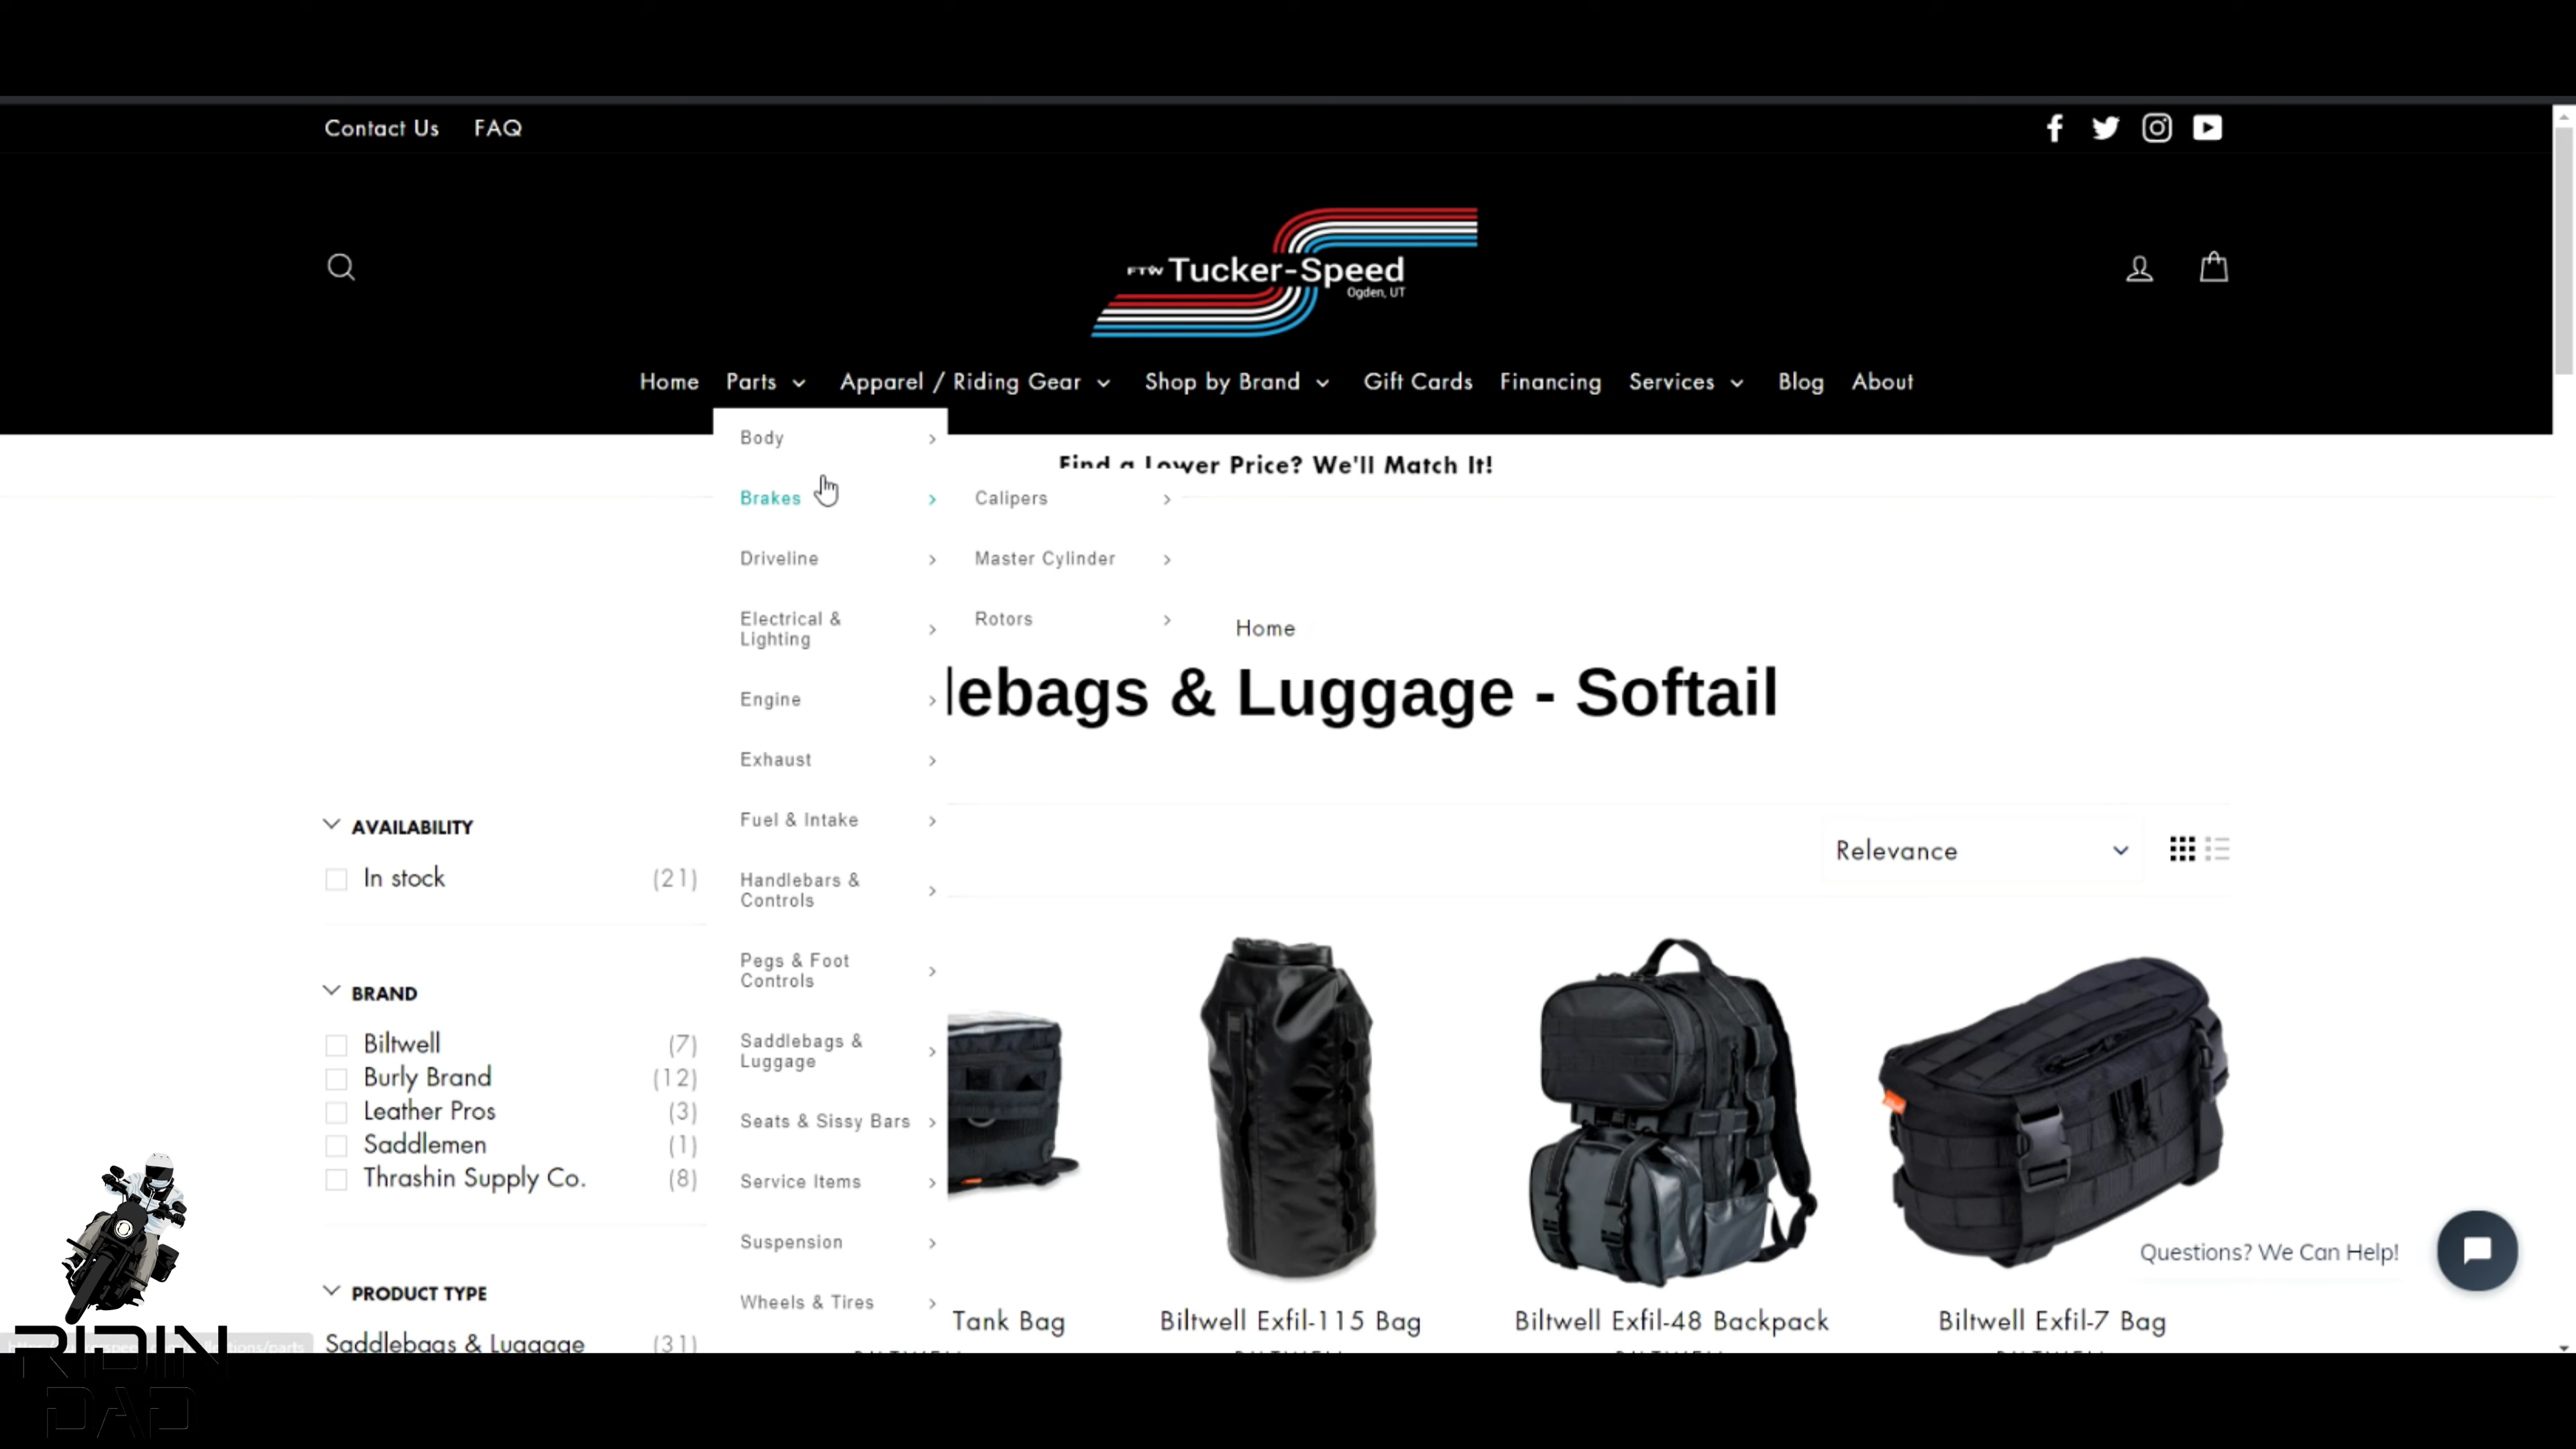 Contact Us FAQ
FTW Tucker-Speed
Ogden, UT
Home Parts Apparel / Riding Gear Shop by Brand Gift Cards Financing Services Blog About
Find a Lower Price? We'll Match It!
Body
Brakes
Driveline
Electrical &
Lighting
Engine
Exhaust
Fuel & Intake
Handlebars &
Controls
Pegs & Foot
Controls
Saddlebags &
Luggage
Seats & Sissy Bars
Service Items
Suspension
Wheels & Tires
Calipers
Master Cylinder
Rotors
Home
lebags & Luggage - Softail
Relevance
AVAILABILITY
In stock (21)
BRAND
Biltwell (7)
Burly Brand (12)
Leather Pros (3)
Saddlemen (1)
Thrashin Supply Co. (8)
PRODUCT TYPE
Saddlebags & Luggage (31)
Tank Bag
Biltwell Exfil-115 Bag
Biltwell Exfil-48 Backpack
Biltwell Exfil-7 Bag
Questions? We Can Help!
RIDIN
DAD